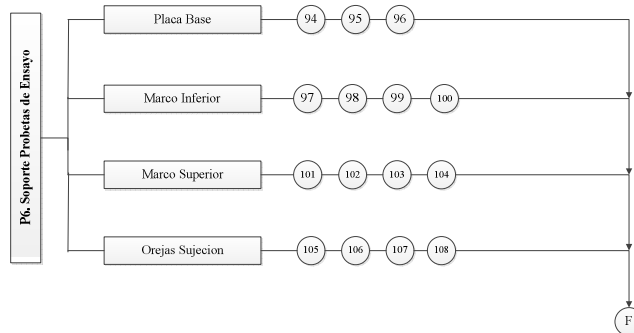 P6. Soporte Probetas de Ensayo
Placa Base 94 95 96
Marco Inferior 97 98 99 100
Marco Superior 101 102 103 104
Orejas Sujecion 105 106 107 108
F